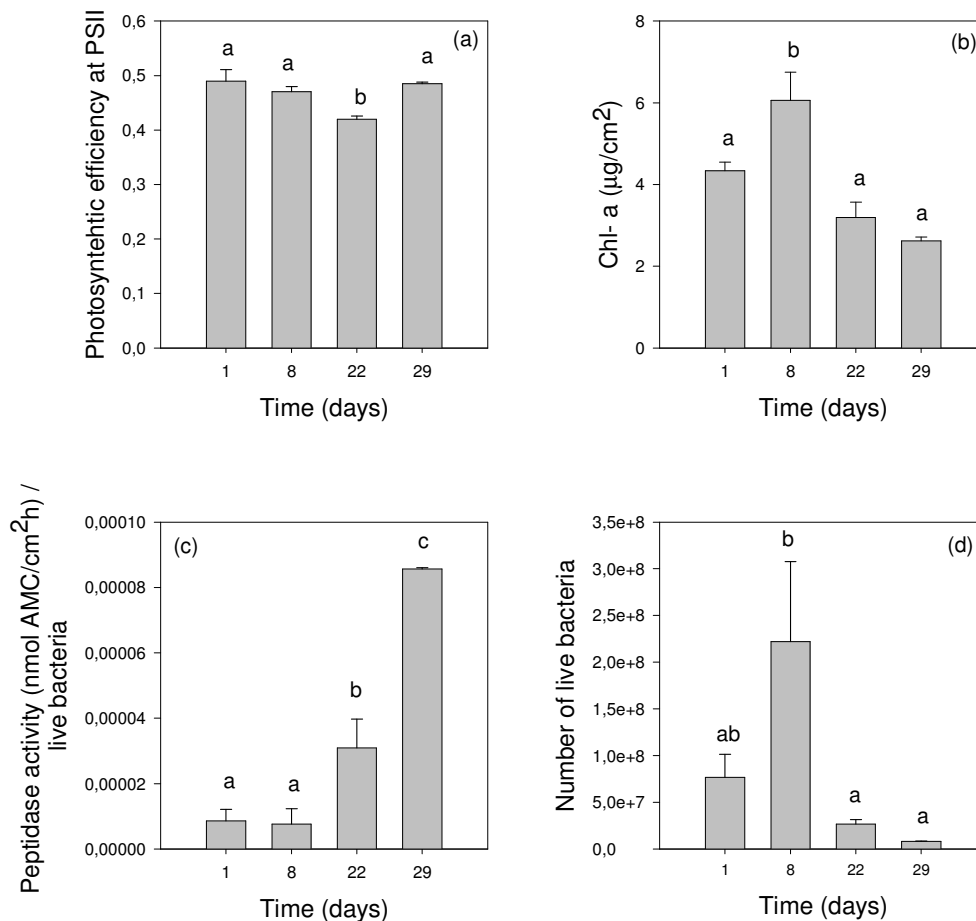 Photosyntehtic efficiency at PSII
0,6
0,5
0,4
0,3
0,2
0,1
0,0
(a)
a
a
b
a
1
8
22
29
Time (days)
Chl- a (µg/cm²)
8
6
4
2
0
(b)
a
b
a
a
1
8
22
29
Time (days)
Peptidase activity (nmol AMC/cm²h) /
live bacteria
0,00010
0,00008
0,00006
0,00004
0,00002
0,00000
(c)
a
a
b
c
1
8
22
29
Time (days)
Number of live bacteria
3,5e+8
3,0e+8
2,5e+8
2,0e+8
1,5e+8
1,0e+8
5,0e+7
0,0
(d)
ab
b
a
a
1
8
22
29
Time (days)